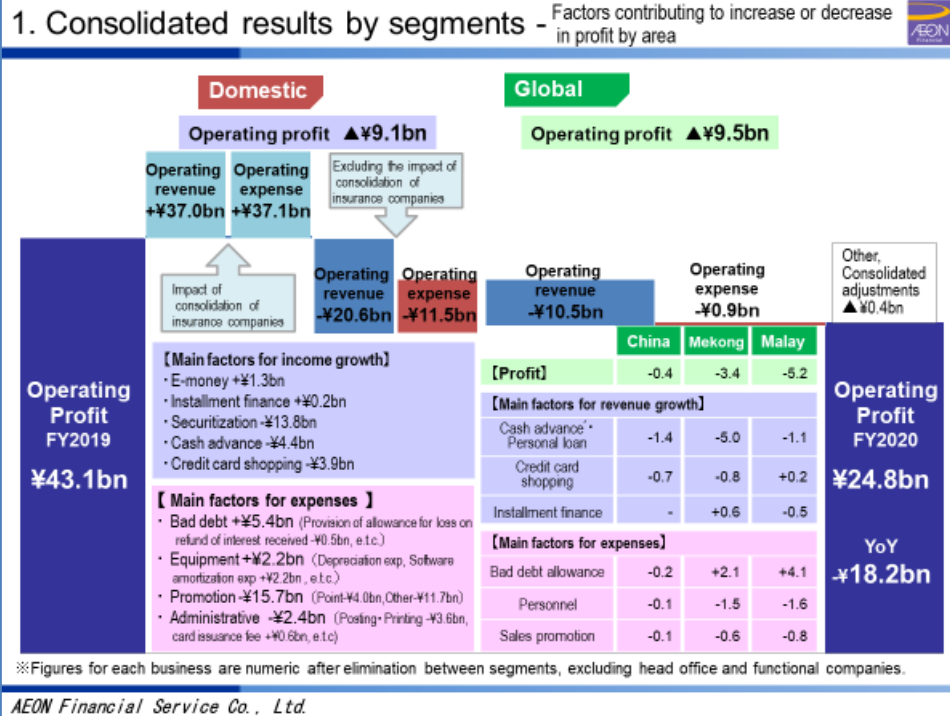 1. Consolidated results by segments - Factors contributing to increase or decrease
in profit by area
AEON
Financial
Domestic
Operating profit ▲¥9.1bn
Global
Operating profit ▲¥9.5bn
Operating
revenue
+¥37.0bn
Operating
expense
+¥37.1bn
Excluding the impact of
consolidation of
insurance companies
Impact of
consolidation of
insurance companies
Operating
revenue
-¥20.6bn
Operating
expense
-¥11.5bn
Operating
revenue
-¥10.5bn
Operating
expense
-¥0.9bn
Other,
Consolidated
adjustments
▲¥0.4bn
Operating
Profit
FY2019
¥43.1bn
【Main factors for income growth】
・E-money +¥1.3bn
・Installment finance +¥0.2bn
・Securitization -¥13.8bn
・Cash advance -¥4.4bn
・Credit card shopping -¥3.9bn
【 Main factors for expenses 】
・ Bad debt +¥5.4bn (Provision of allowance for loss on
refund of interest received -¥0.5bn, e.t.c.)
・ Equipment +¥2.2bn (Depreciation exp, Software
amortization exp +¥2.2bn , e.t.c.)
・ Promotion -¥15.7bn (Point-¥4.0bn,Other-¥11.7bn)
・ Administrative -¥2.4bn (Posting・Printing -¥3.6bn,
card issuance fee +¥0.6bn, e.t.c)
China Mekong Malay
【Profit】 -0.4 -3.4 -5.2
【Main factors for revenue growth】
Cash advance・
Personal loan -1.4 -5.0 -1.1
Credit card
shopping -0.7 -0.8 +0.2
Installment finance - +0.6 -0.5
【Main factors for expenses】
Bad debt allowance -0.2 +2.1 +4.1
Personnel -0.1 -1.5 -1.6
Sales promotion -0.1 -0.6 -0.8
Operating
Profit
FY2020
¥24.8bn
YoY
-¥18.2bn
※Figures for each business are numeric after elimination between segments, excluding head office and functional companies.
AEON Financial Service Co., Ltd.